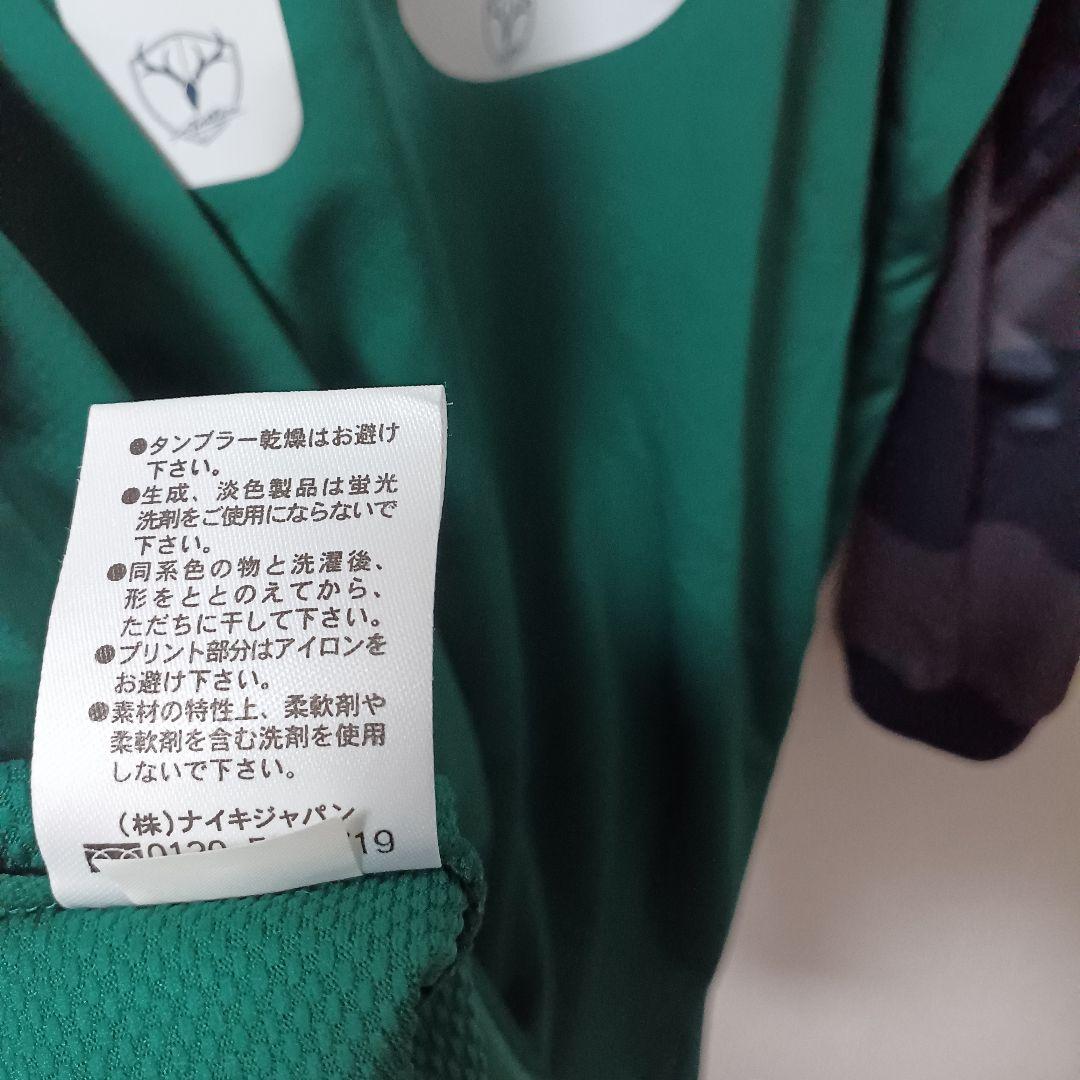 ●タンブラー乾燥はお避け
下さい。
●生成、淡色製品は蛍光
洗剤をご使用にならないで
下さい。
●同系色の物と洗濯後、
形をととのえてから、
ただちに干して下さい。
●プリント部分はアイロンを
お避け下さい。
●素材の特性上、柔軟剤や
柔軟剤を含む洗剤を使用
しないで下さい。
(株)ナイキジャパン
0120 19